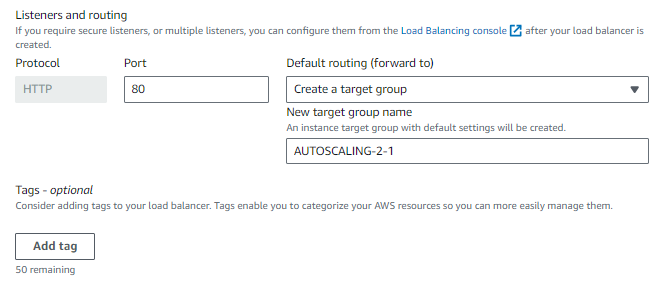 Listeners and routing
If you require secure listeners, or multiple listeners, you can configure them from the Load Balancing console after your load balancer is
created.
Protocol Port Default routing (forward to)
HTTP 80 Create a target group
New target group name
An instance target group with default settings will be created.
AUTOSCALING-2-1
Tags - optional
Consider adding tags to your load balancer. Tags enable you to categorize your AWS resources so you can more easily manage them.
Add tag
50 remaining